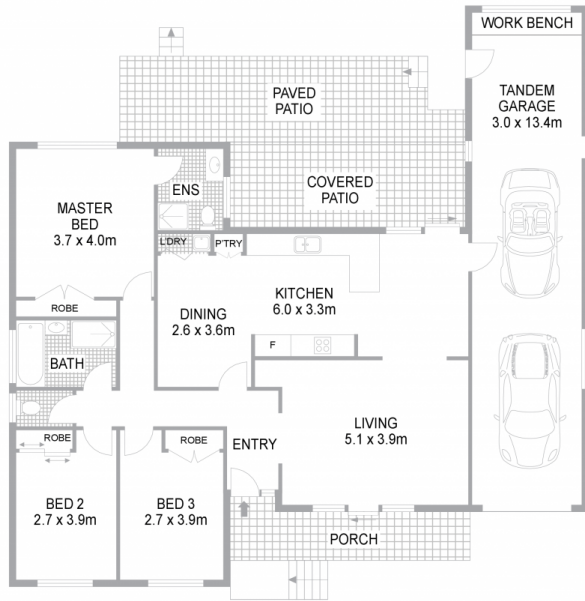 WORK BENCH
TANDEM
GARAGE
3.0 x 13.4m
PAVED
PATIO
COVERED
PATIO
ENS
MASTER
BED
3.7 x 4.0m
ROBE
L'DRY
P'TRY
KITCHEN
6.0 x 3.3m
DINING
2.6 x 3.6m
F
BATH
LIVING
5.1 x 3.9m
ENTRY
ROBE
ROBE
BED 2
2.7 x 3.9m
BED 3
2.7 x 3.9m
PORCH